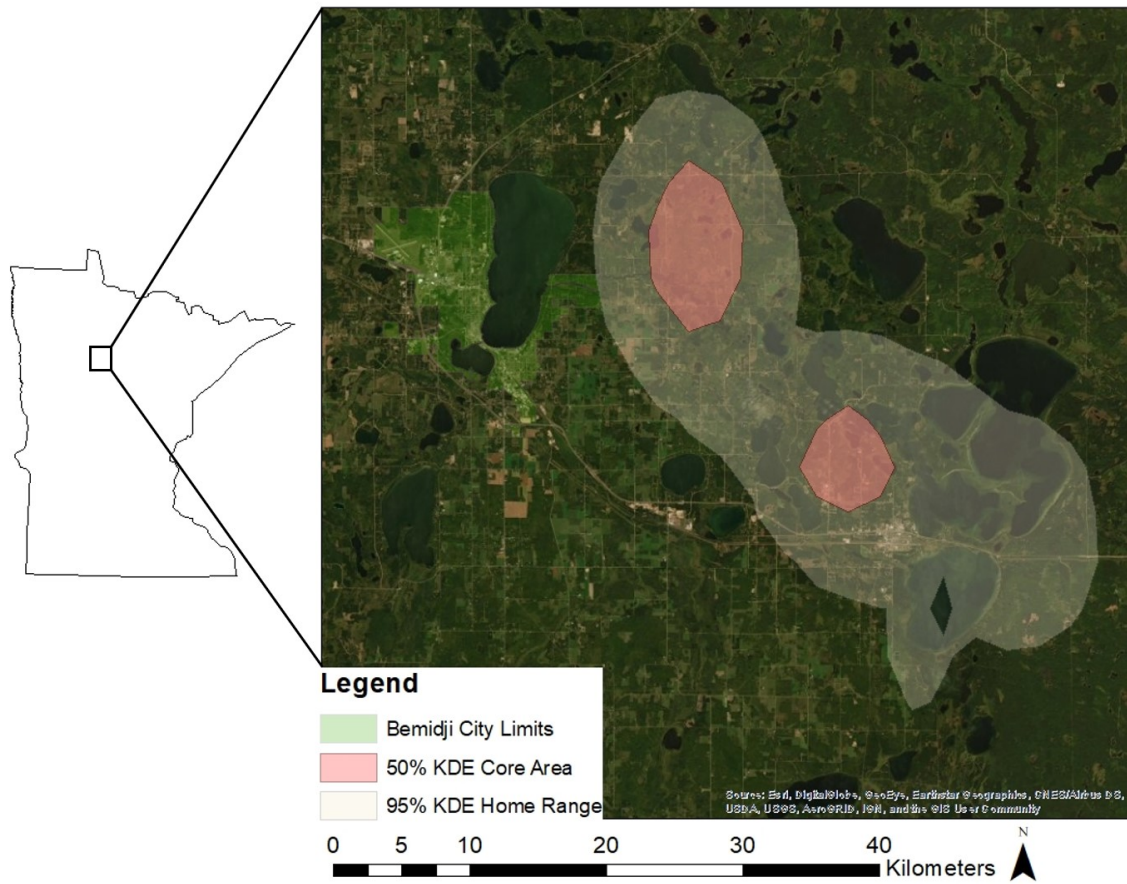 Legend
Bemidji City Limits
50% KDE Core Area
95% KDE Home Range
Source: Esri, DigitalGlobe, GeoEye, Earthstar Geographics, CNES/Airbus DS,
USDA, USGS, AeroGRID, IGN, and the GIS User Community
0 5 10 20 30 40
Kilometers
N